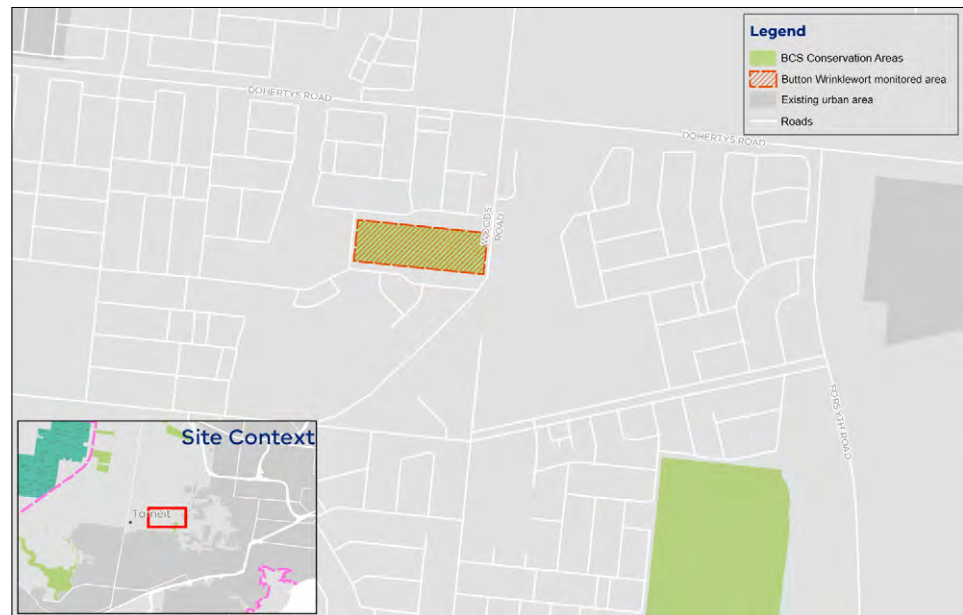 Legend
BCS Conservation Areas
Button Wrinklewort monitored area
Existing urban area
Roads
DOHERTYS ROAD
DOHERTYS ROAD
WOODS
ROAD
FORSYTH ROAD
Site Context
Tarneit